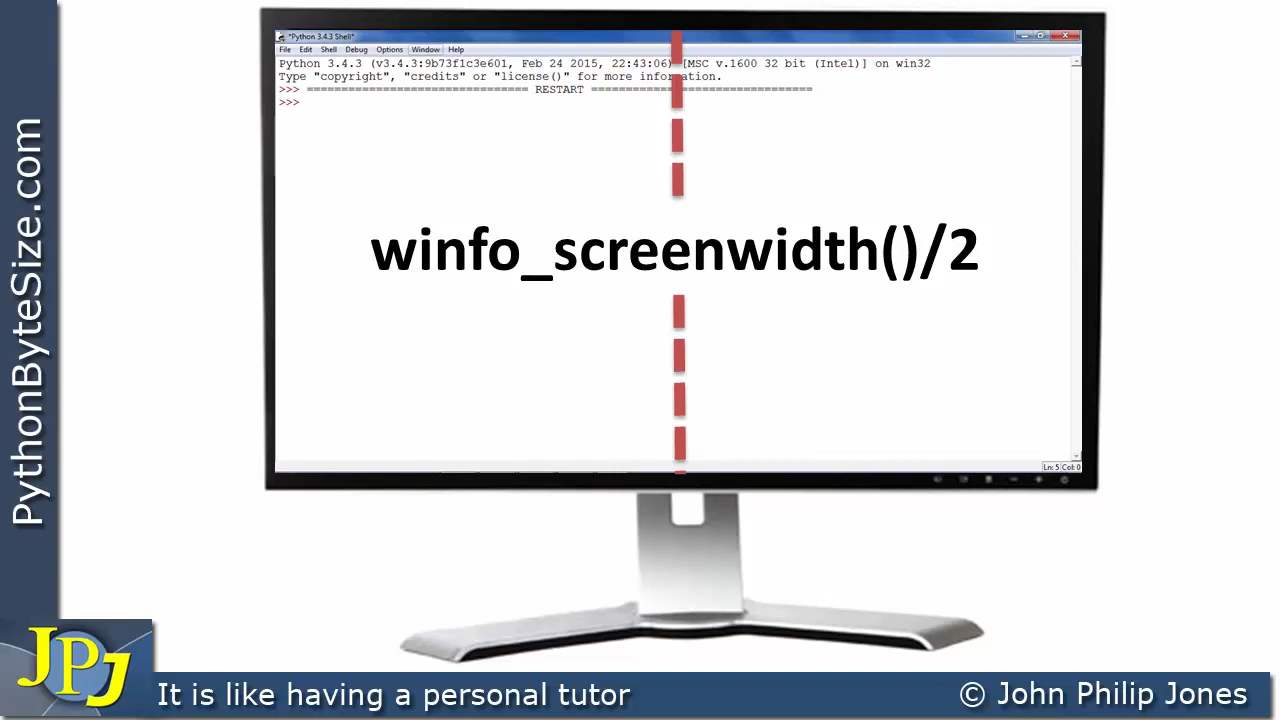 *Python 3.4.3 Shell*
File Edit Shell Debug Options Window Help
Python 3.4.3 (v3.4.3:9b73f1c3e601, Feb 24 2015, 22:43:06) [MSC v.1600 32 bit (Intel)] on win32
Type "copyright", "credits" or "license()" for more information.
>>> ================================ RESTART ================================
>>>
winfo_screenwidth()/2
Ln: 5 Col: 0
PythonByteSize.com
JPJ
It is like having a personal tutor
© John Philip Jones